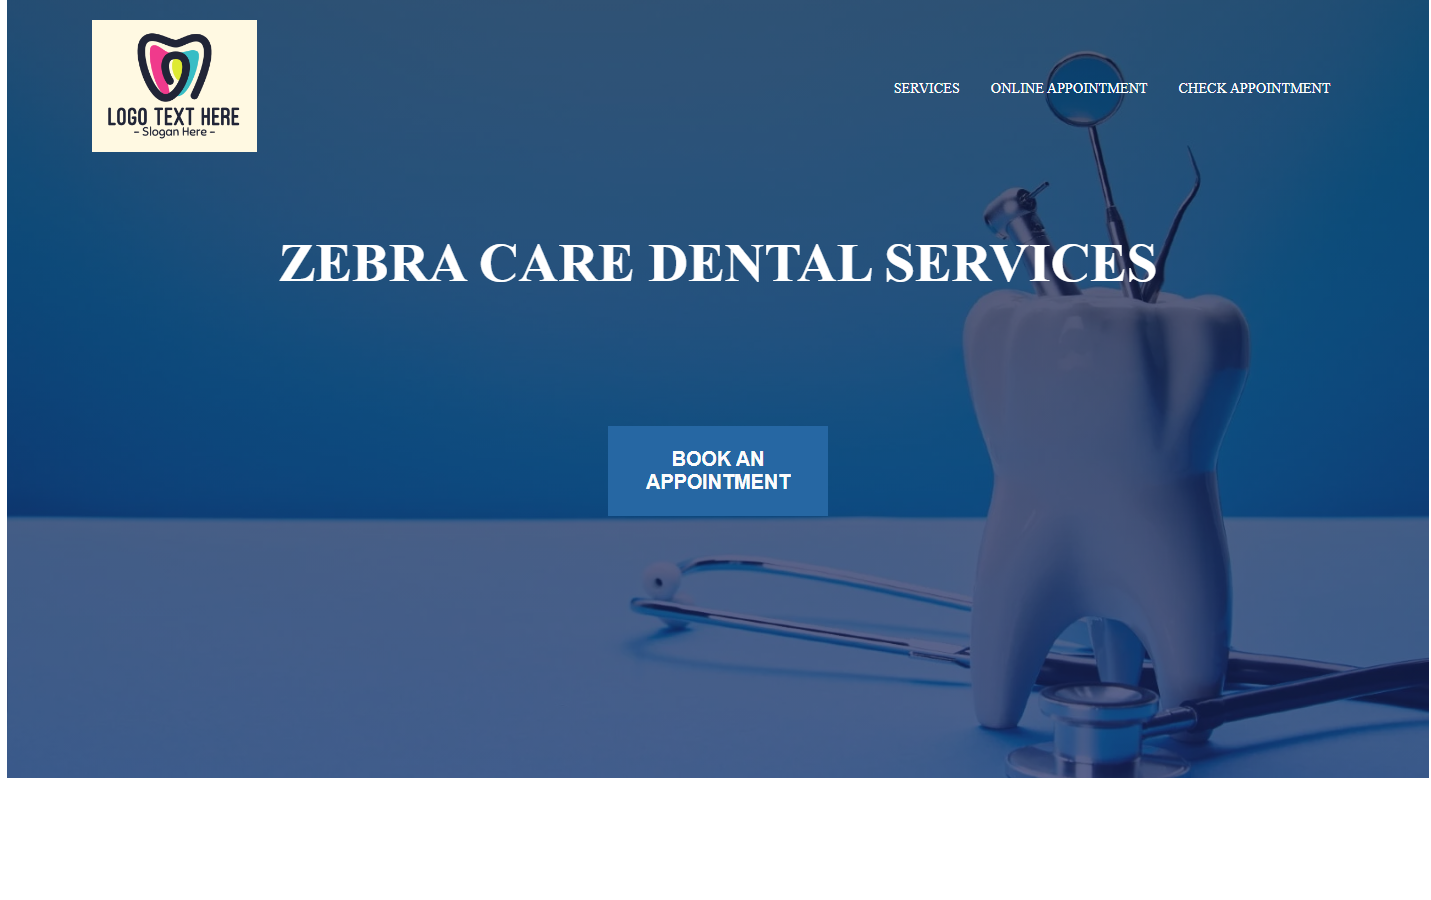 LOGO TEXT HERE
- Slogan Here -
SERVICES
ONLINE APPOINTMENT
CHECK APPOINTMENT
ZEBRA CARE DENTAL SERVICES
BOOK AN
APPOINTMENT